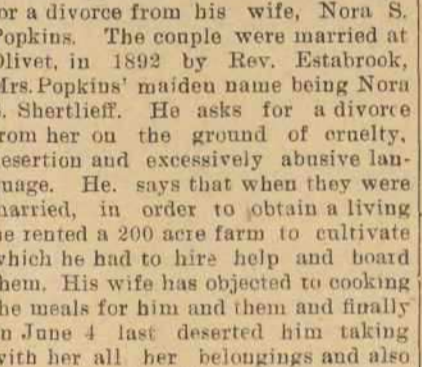 or a divorce from his wife, Nora S.
Popkins. The couple were married at
Olivet, in 1892 by Rev. Estabrook,
Mrs. Popkins' maiden name being Nora
S. Shertlieff. He asks for a divorce
from her on the ground of cruelty,
desertion and excessively abusive lan-
guage. He. says that when they were
married, in order to obtain a living
he rented a 200 acre farm to cultivate
which he had to hire help and board
them. His wife has objected to cooking
the meals for him and them and finally
on June 4 last deserted him taking
with her all her belongings and also